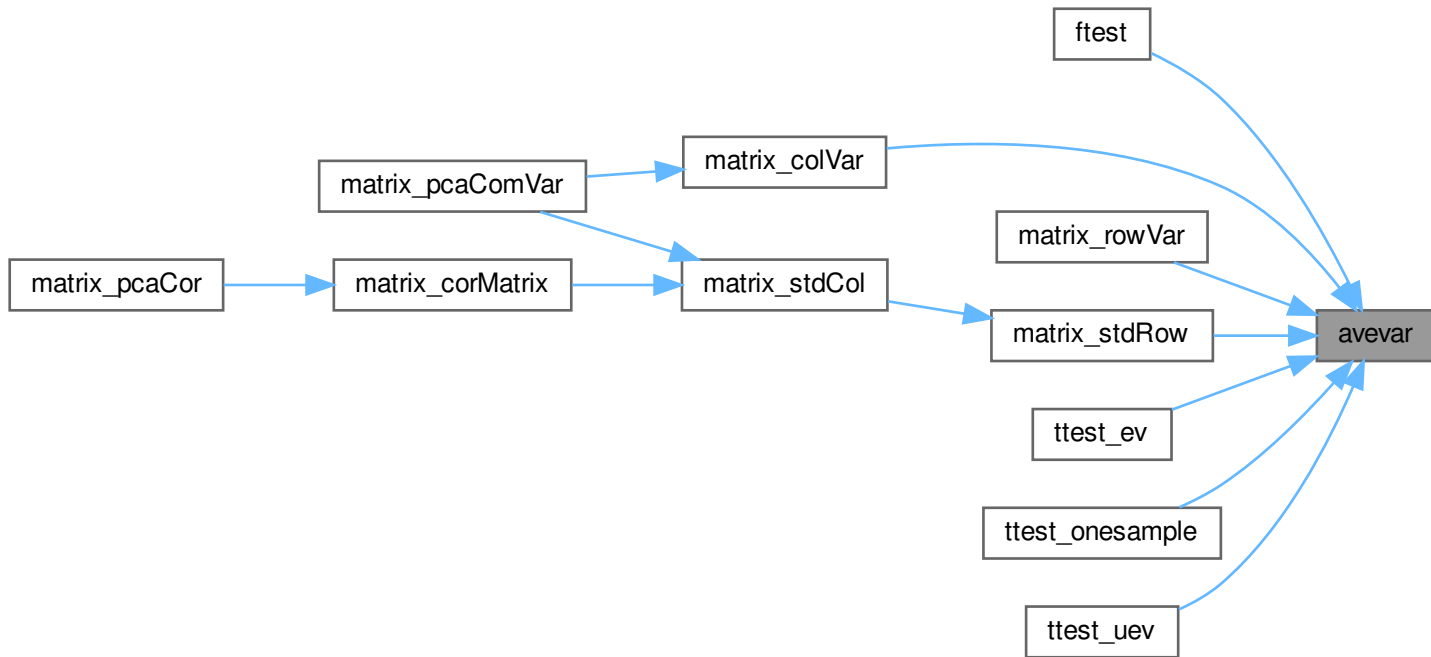 ftest
matrix_colVar
matrix_pcaComVar
matrix_rowVar
matrix_pcaCor
matrix_corMatrix
matrix_stdCol
matrix_stdRow
avevar
ttest_ev
ttest_onesample
ttest_uev